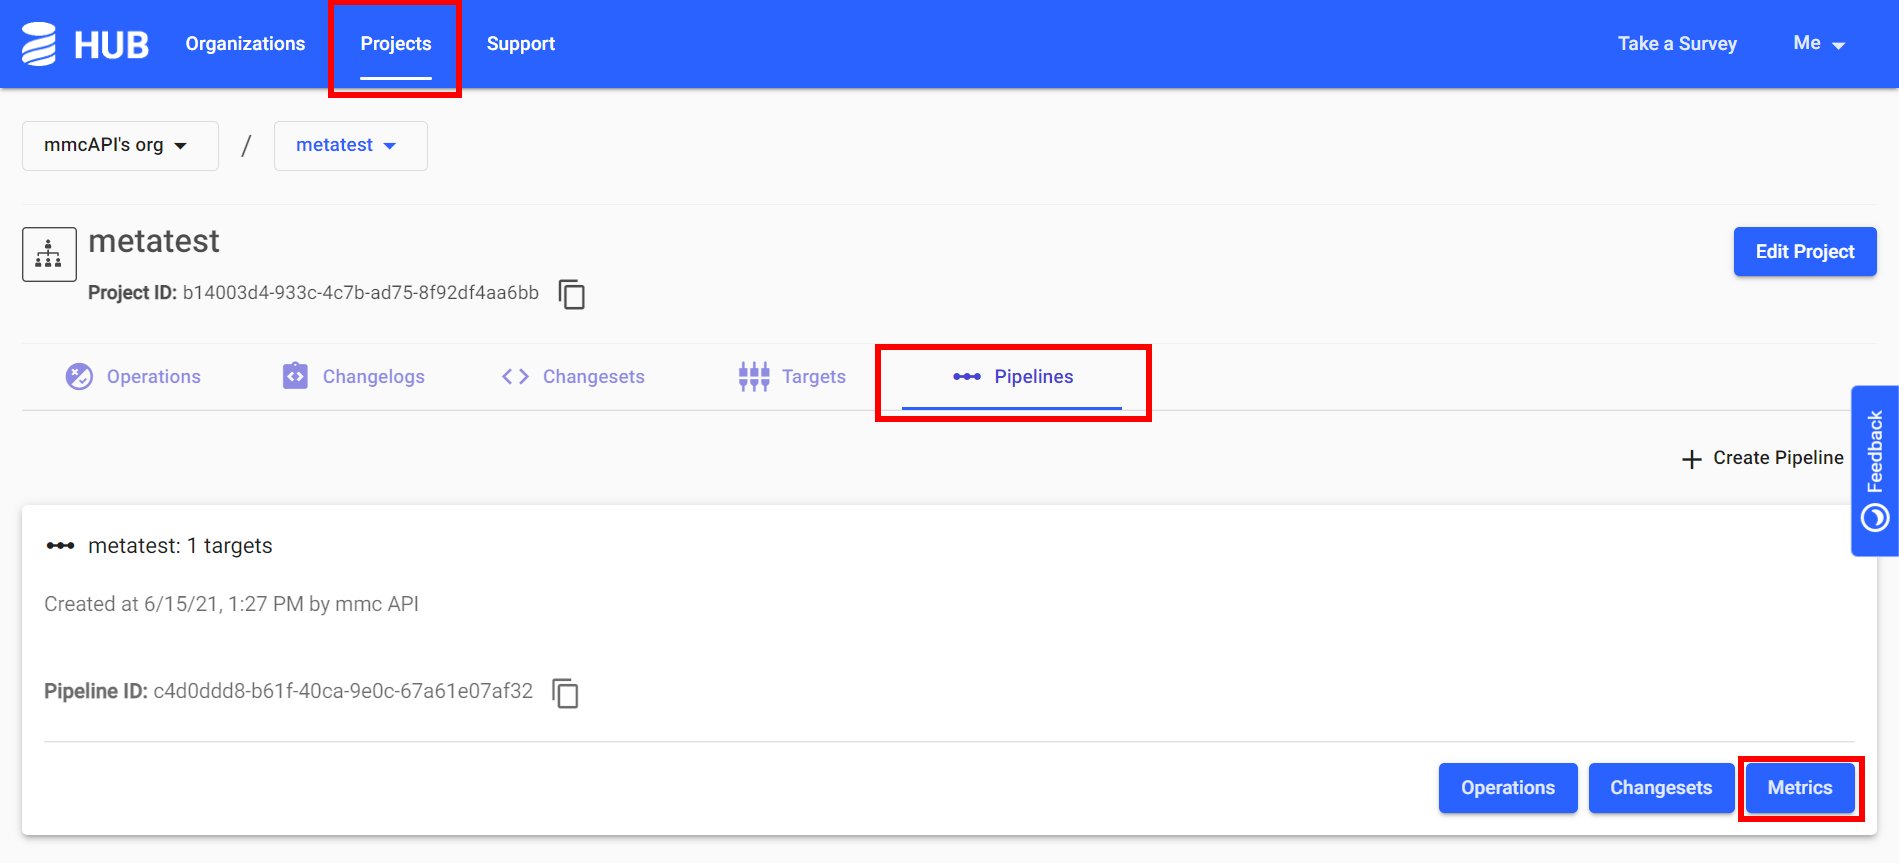 HUB Organizations Projects Support Take a Survey Me
mmcAPI's org / metatest
metatest
Edit Project
Project ID: b14003d4-933c-4c7b-ad75-8f92df4aa6bb
Operations Changelogs Changesets Targets Pipelines
Feedback
Create Pipeline
metatest: 1 targets
Created at 6/15/21, 1:27 PM by mmc API
Pipeline ID: c4d0ddd8-b61f-40ca-9e0c-67a61e07af32
Operations Changesets Metrics